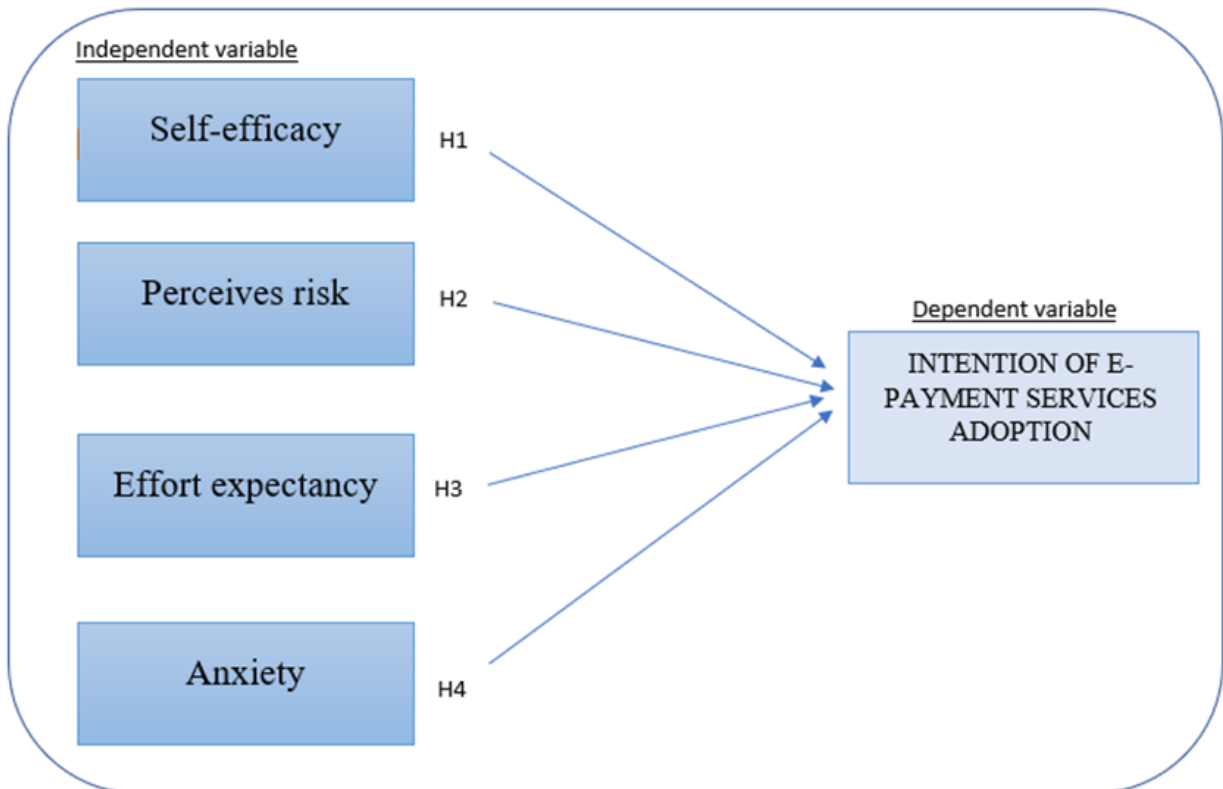 Independent variable
Self-efficacy
H1
Perceives risk
H2
Dependent variable
INTENTION OF E-
PAYMENT SERVICES
ADOPTION
Effort expectancy
H3
Anxiety
H4